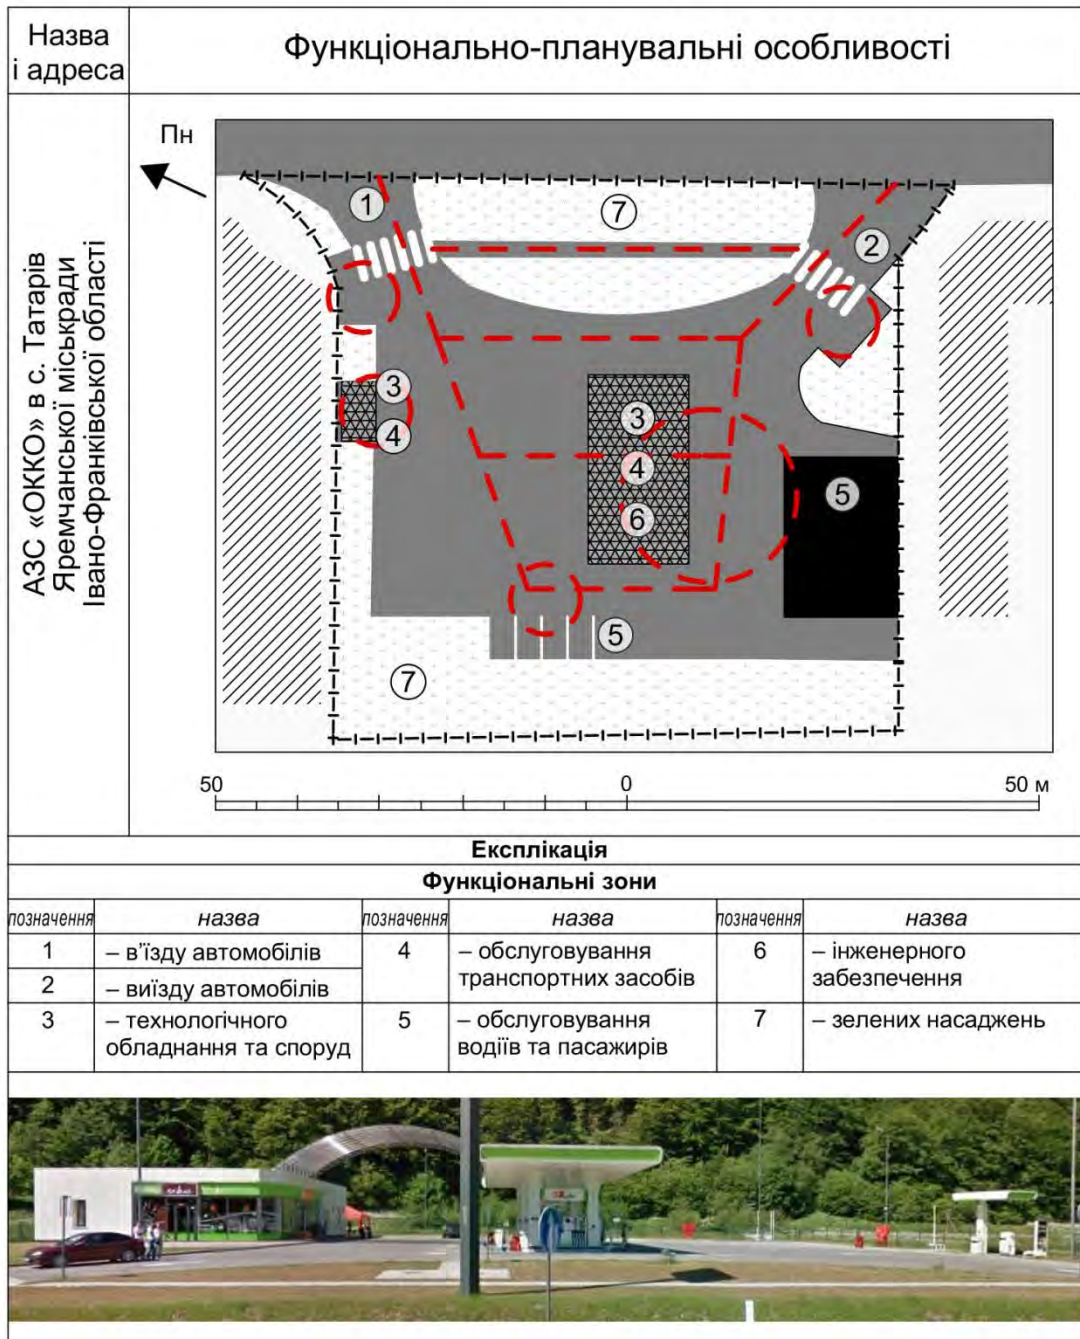 Назва
і адреса
Функціонально-планувальні особливості
АЗС «ОККО» в с. Татарів
Яремчанської міськради
Івано-Франківської області
Пн
1
7
2
3
4
3
4
6
5
5
7
50
0
50 м
Експлікація
Функціональні зони
позначення назва позначення назва позначення назва
1 – в’їзду автомобілів
2 – виїзду автомобілів
3 – технологічного
обладнання та споруд
4 – обслуговування
транспортних засобів
5 – обслуговування
водіїв та пасажирів
6 – інженерного
забезпечення
7 – зелених насаджень